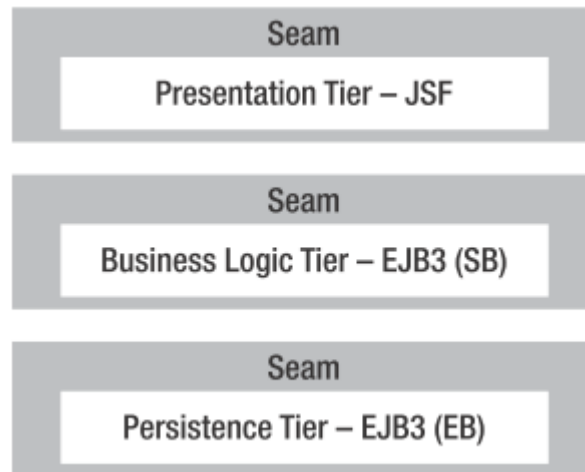 Seam
Presentation Tier – JSF
Seam
Business Logic Tier – EJB3 (SB)
Seam
Persistence Tier – EJB3 (EB)